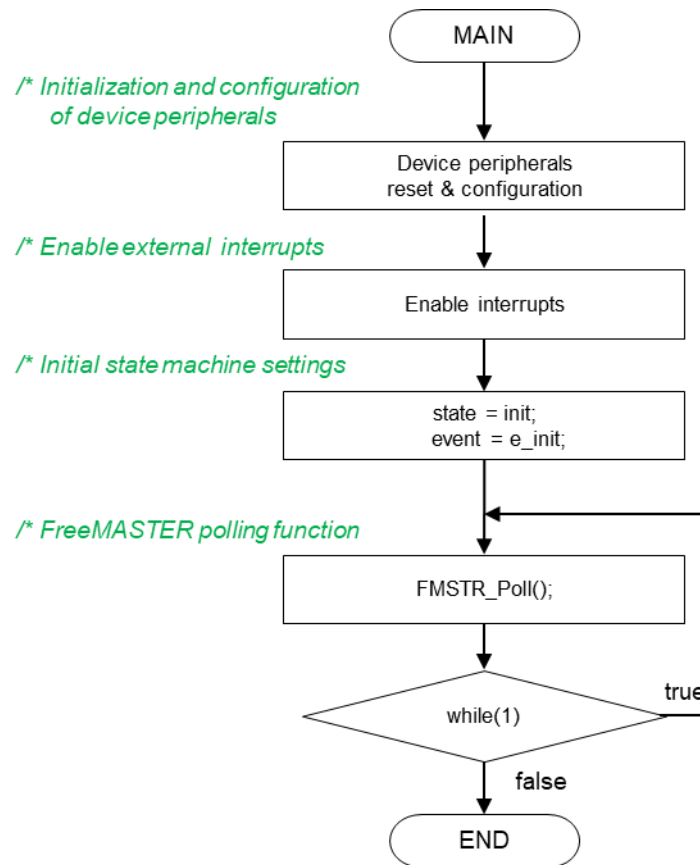 MAIN
/* Initialization and configuration
of device peripherals
Device peripherals
reset & configuration
/* Enable external interrupts
Enable interrupts
/* Initial state machine settings
state = init;
event = e_init;
/* FreeMASTER polling function
FMSTR_Poll();
while(1)
true
false
END